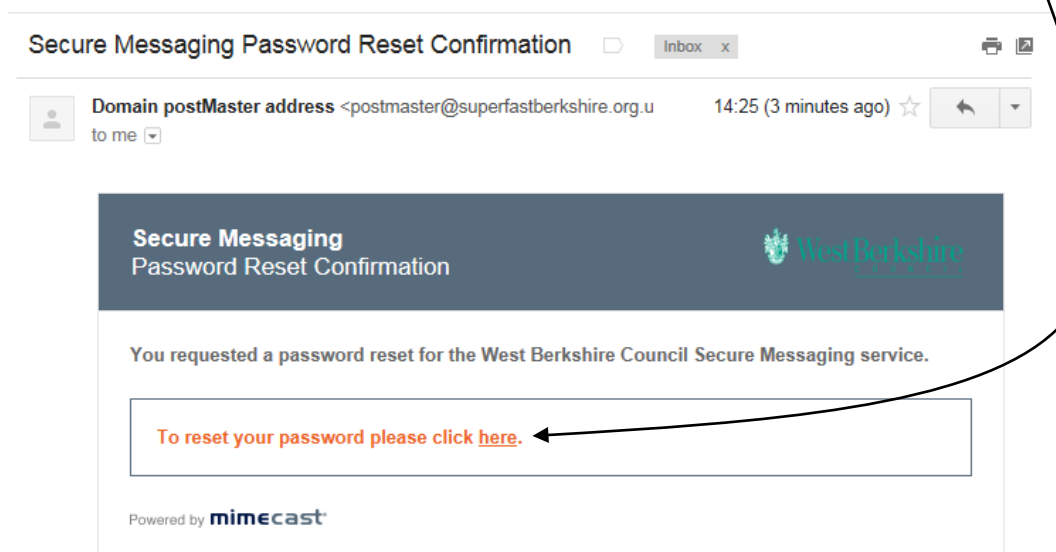 Secure Messaging Password Reset Confirmation Inbox x
Domain postMaster address <postmaster@superfastberkshire.org.u 14:25 (3 minutes ago)
to me
Secure Messaging
Password Reset Confirmation
West Berkshire
COUNCIL
You requested a password reset for the West Berkshire Council Secure Messaging service.
To reset your password please click here.
Powered by mimecast